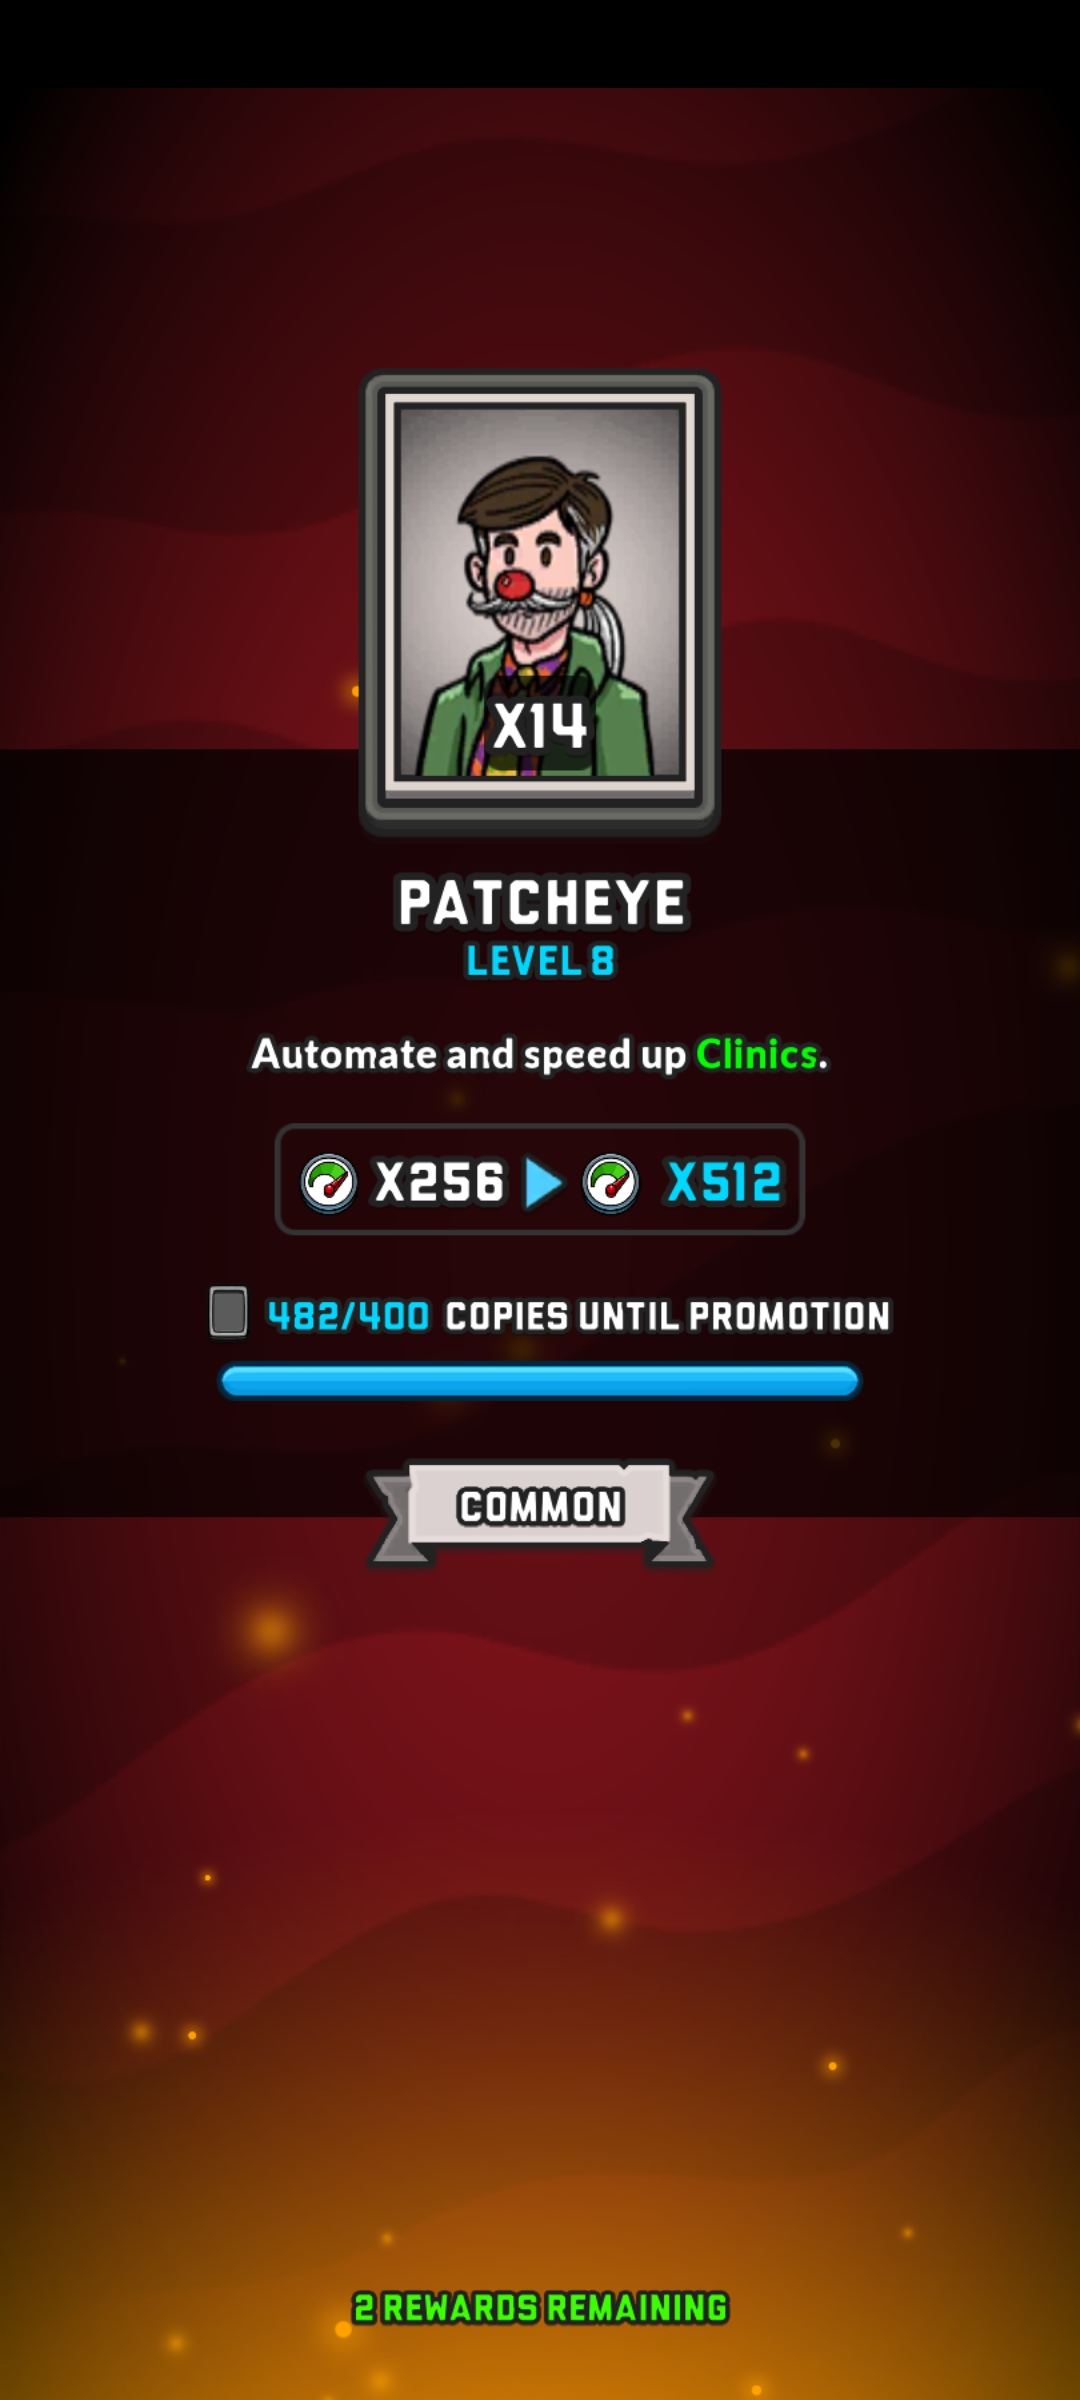 X14
PATCHEYE
LEVEL 8
Automate and speed up Clinics.
X256 X512
482/400 COPIES UNTIL PROMOTION
COMMON
2 REWARDS REMAINING